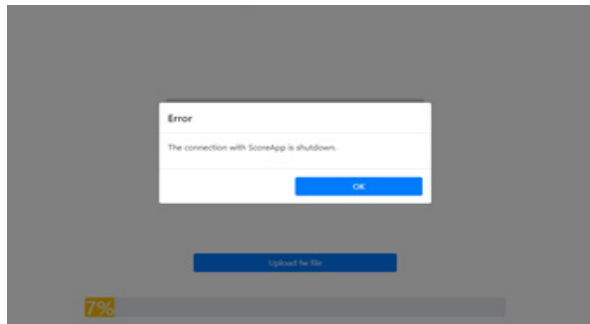 Error
The connection with ScoreApp is shutdown.
OK
Upload he file
7%